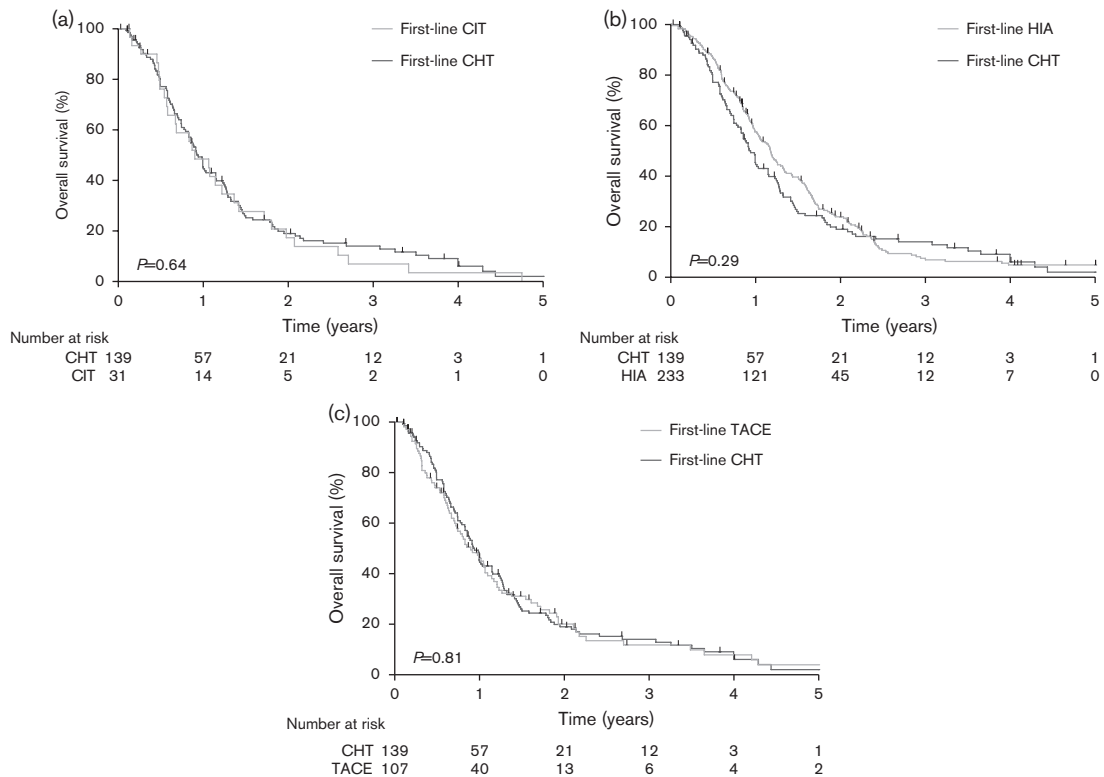 (a)
First-line CIT
First-line CHT
Overall survival (%)
100
80
60
40
20
0
P=0.64
0 1 2 3 4 5
Time (years)
Number at risk
CHT 139 57 21 12 3 1
CIT 31 14 5 2 1 0
(b)
First-line HIA
First-line CHT
Overall survival (%)
100
80
60
40
20
0
P=0.29
0 1 2 3 4 5
Time (years)
Number at risk
CHT 139 57 21 12 3 1
HIA 233 121 45 12 7 0
(c)
First-line TACE
First-line CHT
Overall survival (%)
100
80
60
40
20
0
P=0.81
0 1 2 3 4 5
Time (years)
Number at risk
CHT 139 57 21 12 3 1
TACE 107 40 13 6 4 2